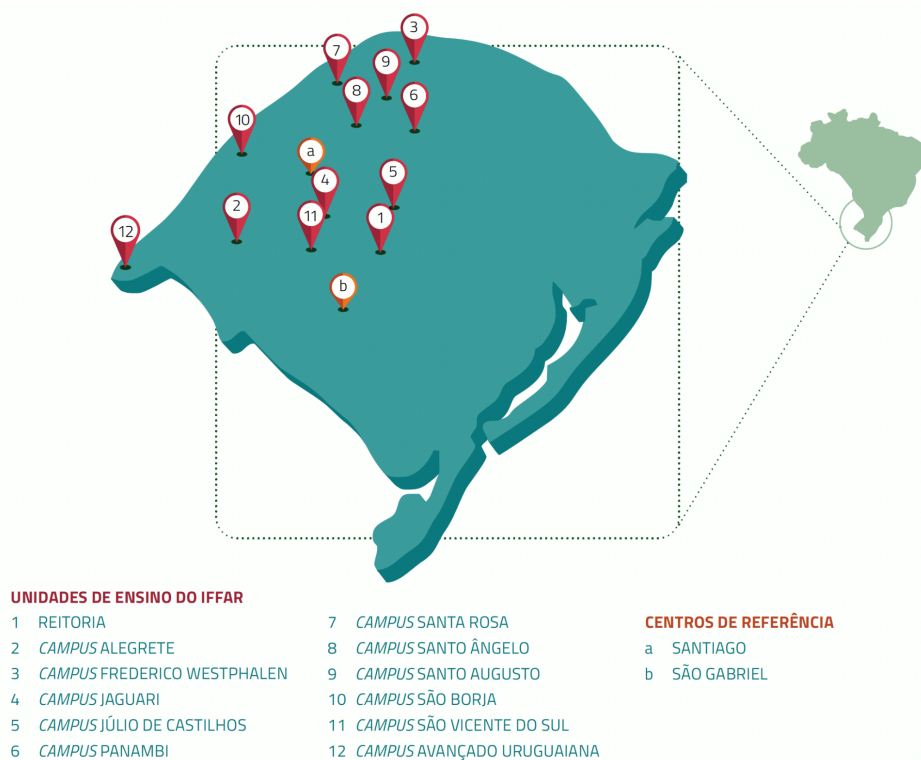 3
7
9
8
6
10
a
4
5
2
11
1
12
b
UNIDADES DE ENSINO DO IFFAR
1 REITORIA
2 CAMPUS ALEGRETE
3 CAMPUS FREDERICO WESTPHALEN
4 CAMPUS JAGUARI
5 CAMPUS JÚLIO DE CASTILHOS
6 CAMPUS PANAMBI
7 CAMPUS SANTA ROSA
8 CAMPUS SANTO ÂNGELO
9 CAMPUS SANTO AUGUSTO
10 CAMPUS SÃO BORJA
11 CAMPUS SÃO VICENTE DO SUL
12 CAMPUS AVANÇADO URUGUAIANA
CENTROS DE REFERÊNCIA
a SANTIAGO
b SÃO GABRIEL